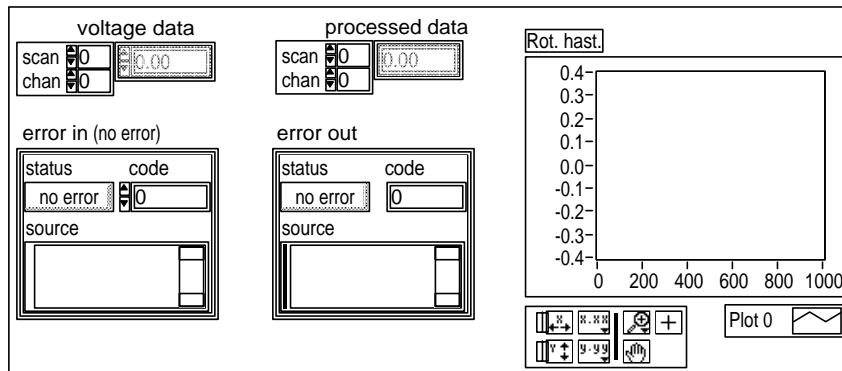 voltage data
scan 0 0.00
chan 0
processed data
scan 0 0.00
chan 0
error in (no error)
status code
no error 0
source
error out
status code
no error 0
source
Rot. hast.
0.4
0.3
0.2
0.1
0.0
-0.1
-0.2
-0.3
-0.4
0 200 400 600 800 1000
X X.XX
Y y.yy
Plot 0